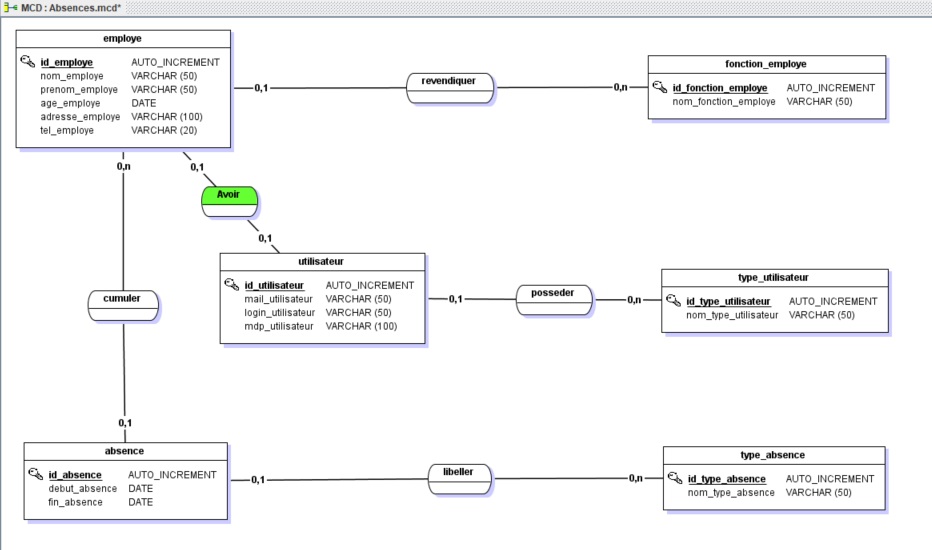 MCD : Absences.mcd*
employe
id_employe AUTO_INCREMENT
nom_employe VARCHAR (50)
prenom_employe VARCHAR (50)
age_employe DATE
adresse_employe VARCHAR (100)
tel_employe VARCHAR (20)
0,1
revendiquer
0,n
fonction_employe
id_fonction_employe AUTO_INCREMENT
nom_fonction_employe VARCHAR (50)
0,n
0,1
Avoir
0,1
utilisateur
id_utilisateur AUTO_INCREMENT
mail_utilisateur VARCHAR (50)
login_utilisateur VARCHAR (50)
mdp_utilisateur VARCHAR (100)
0,1
posseder
0,n
type_utilisateur
id_type_utilisateur AUTO_INCREMENT
nom_type_utilisateur VARCHAR (50)
cumuler
0,1
absence
id_absence AUTO_INCREMENT
debut_absence DATE
fin_absence DATE
0,1
libeller
0,n
type_absence
id_type_absence AUTO_INCREMENT
nom_type_absence VARCHAR (50)